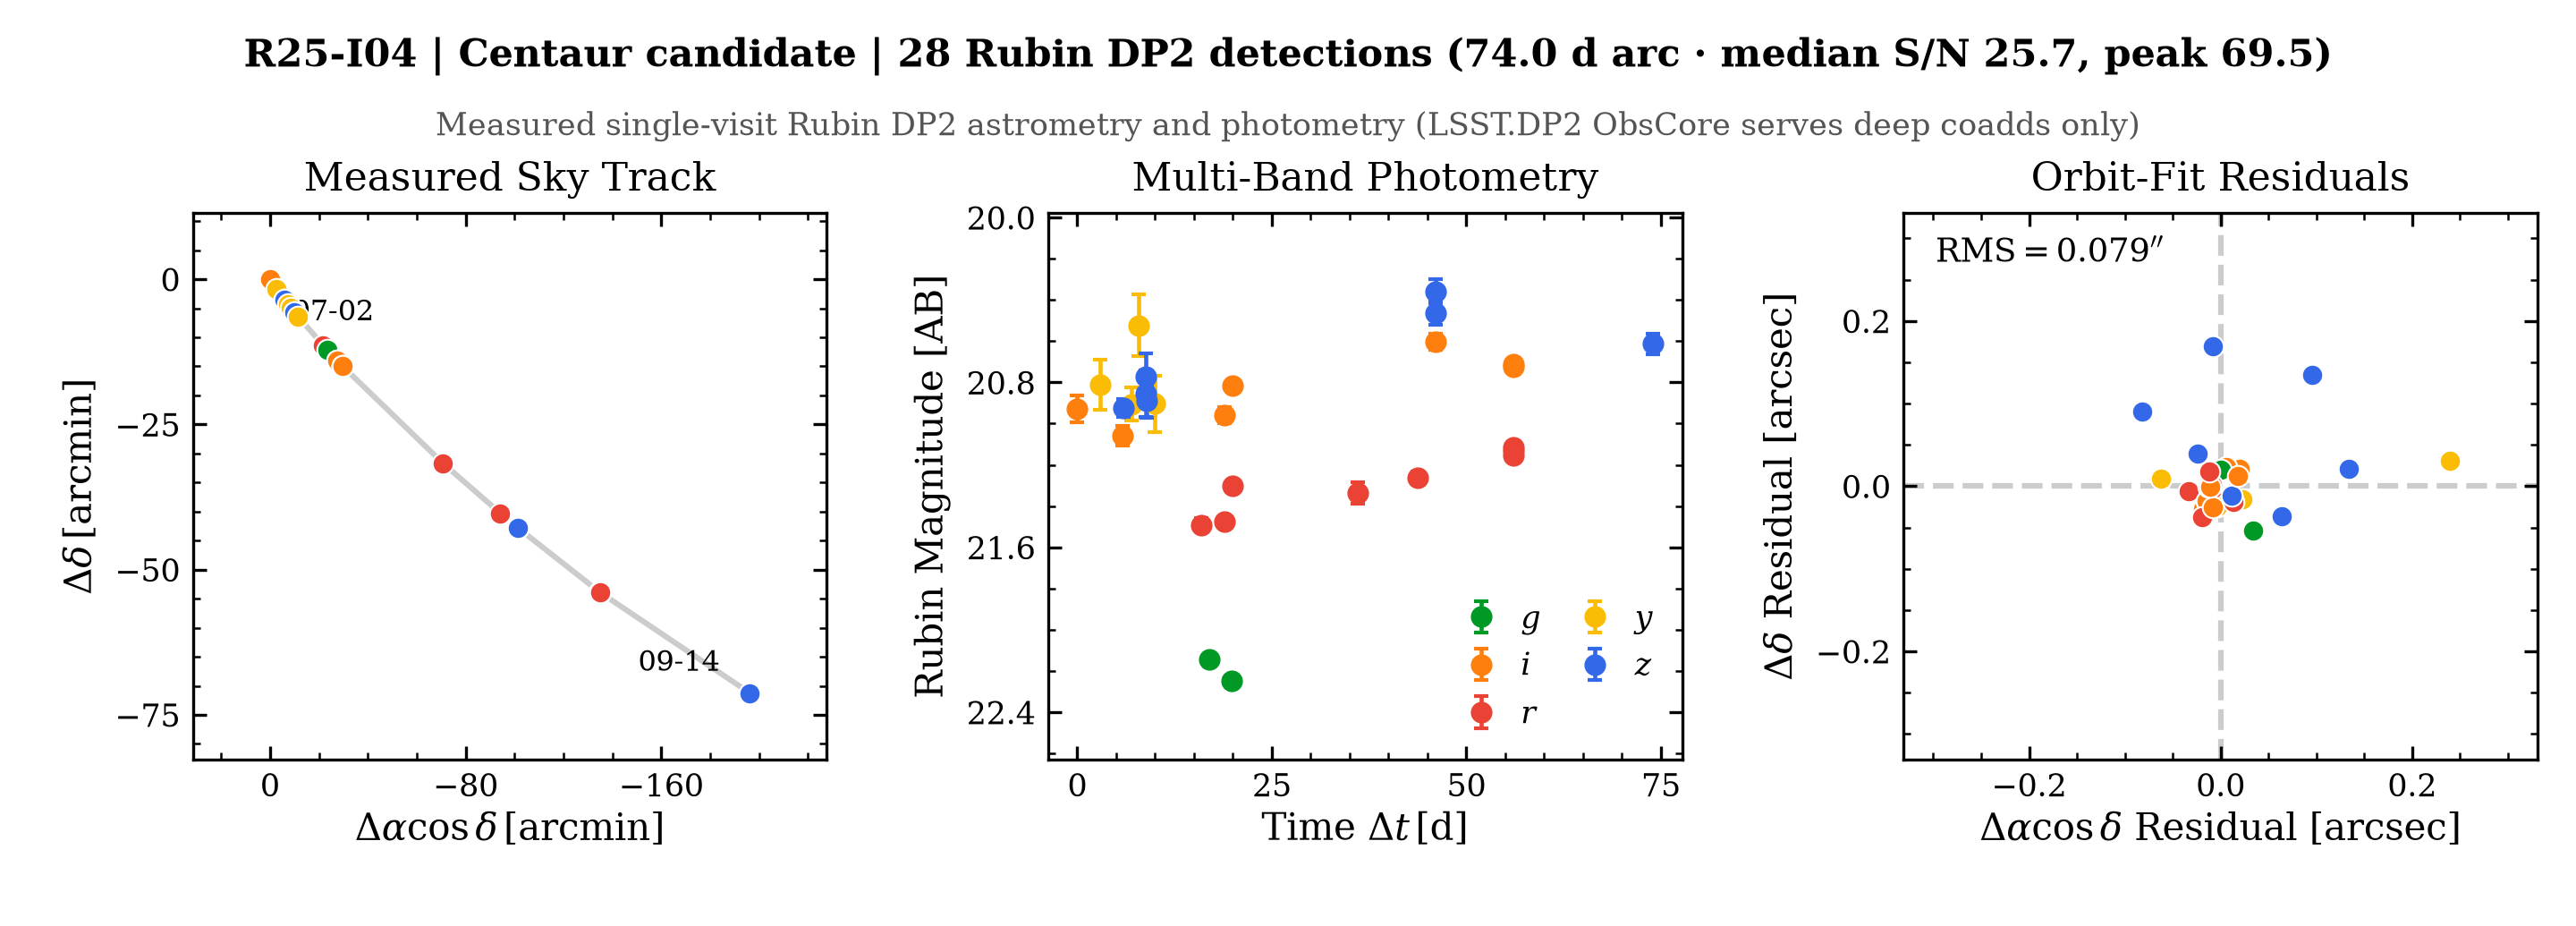 R25-I04 | Centaur candidate | 28 Rubin DP2 detections (74.0 d arc · median S/N 25.7, peak 69.5)
Measured single-visit Rubin DP2 astrometry and photometry (LSST.DP2 ObsCore serves deep coadds only)
Measured Sky Track
Δδ [arcmin]
0
−25
−50
−75
07-02
09-14
0 −80 −160
Δα cos δ [arcmin]
Multi-Band Photometry
Rubin Magnitude [AB]
20.0
20.8
21.6
22.4
g y
i z
r
0 25 50 75
Time Δt [d]
Orbit-Fit Residuals
Δδ Residual [arcsec]
RMS = 0.079″
0.2
0.0
−0.2
−0.2 0.0 0.2
Δα cos δ Residual [arcsec]